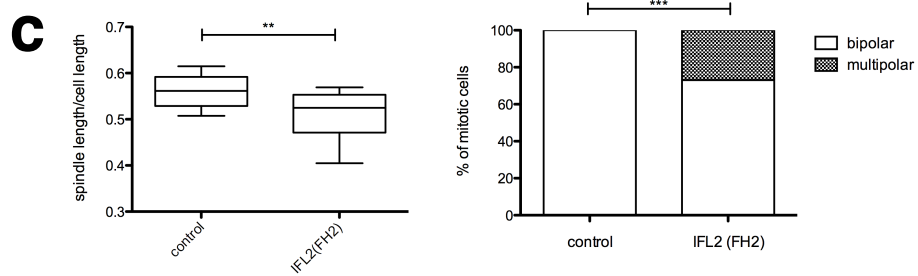 C
**
0.7
0.6
0.5
0.4
0.3
spindle length/cell length
control
IFL2(FH2)
***
100
80
60
40
20
0
% of mitotic cells
control
IFL2 (FH2)
bipolar
multipolar